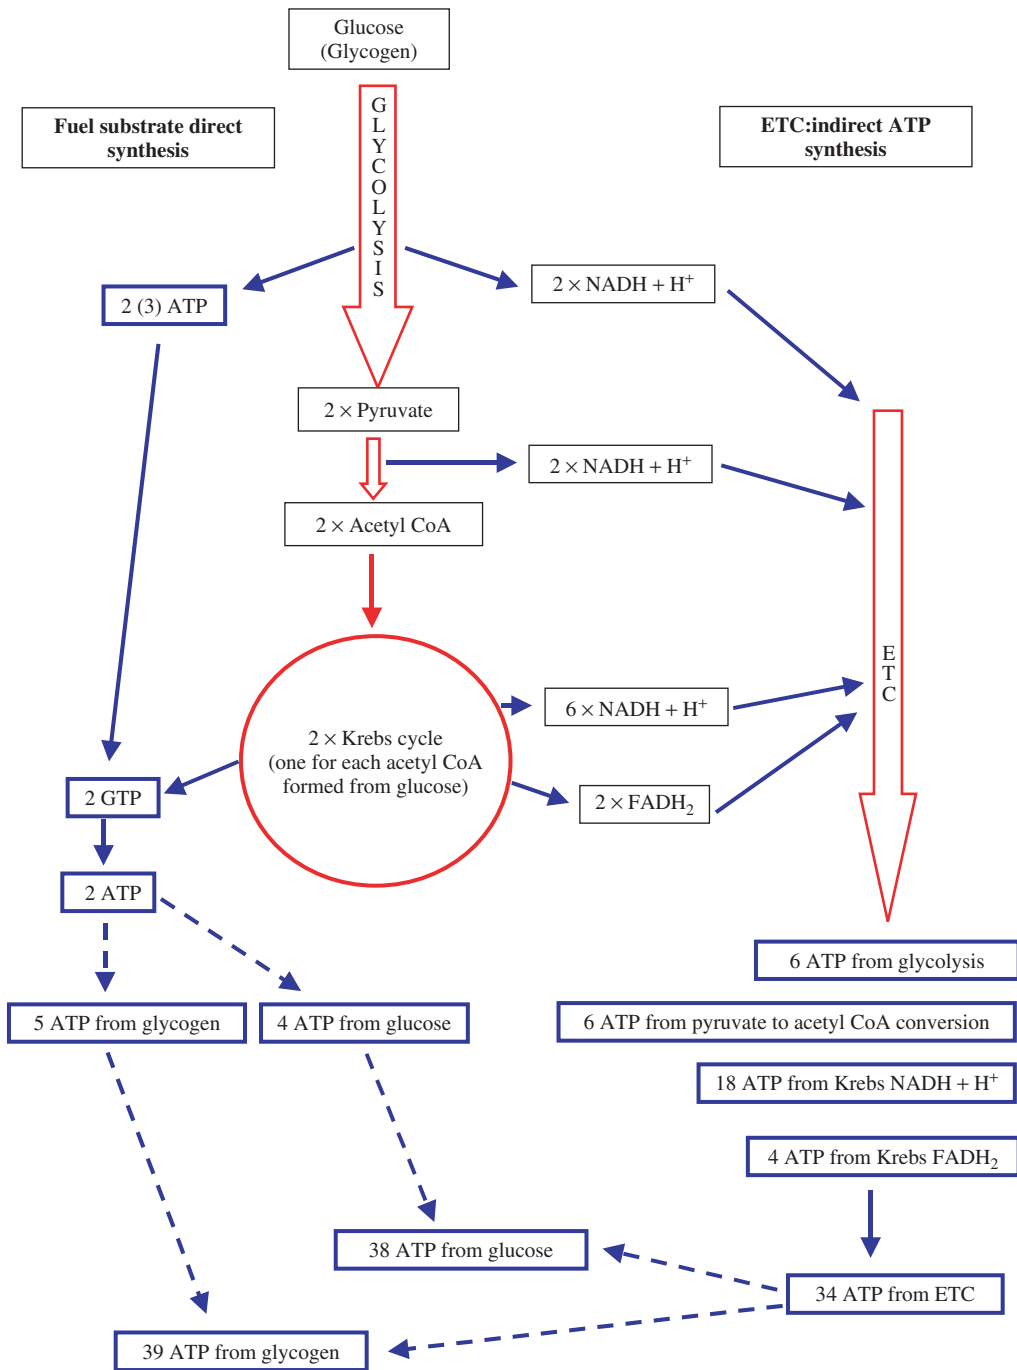 Glucose
(Glycogen)
Fuel substrate direct
synthesis
ETC:indirect ATP
synthesis
GLYCOLYSIS
2 (3) ATP
2 × NADH + H⁺
2 × Pyruvate
2 × NADH + H⁺
2 × Acetyl CoA
ETC
2 × Krebs cycle
(one for each acetyl CoA
formed from glucose)
6 × NADH + H⁺
2 GTP
2 × FADH₂
2 ATP
6 ATP from glycolysis
5 ATP from glycogen
4 ATP from glucose
6 ATP from pyruvate to acetyl CoA conversion
18 ATP from Krebs NADH + H⁺
4 ATP from Krebs FADH₂
38 ATP from glucose
34 ATP from ETC
39 ATP from glycogen